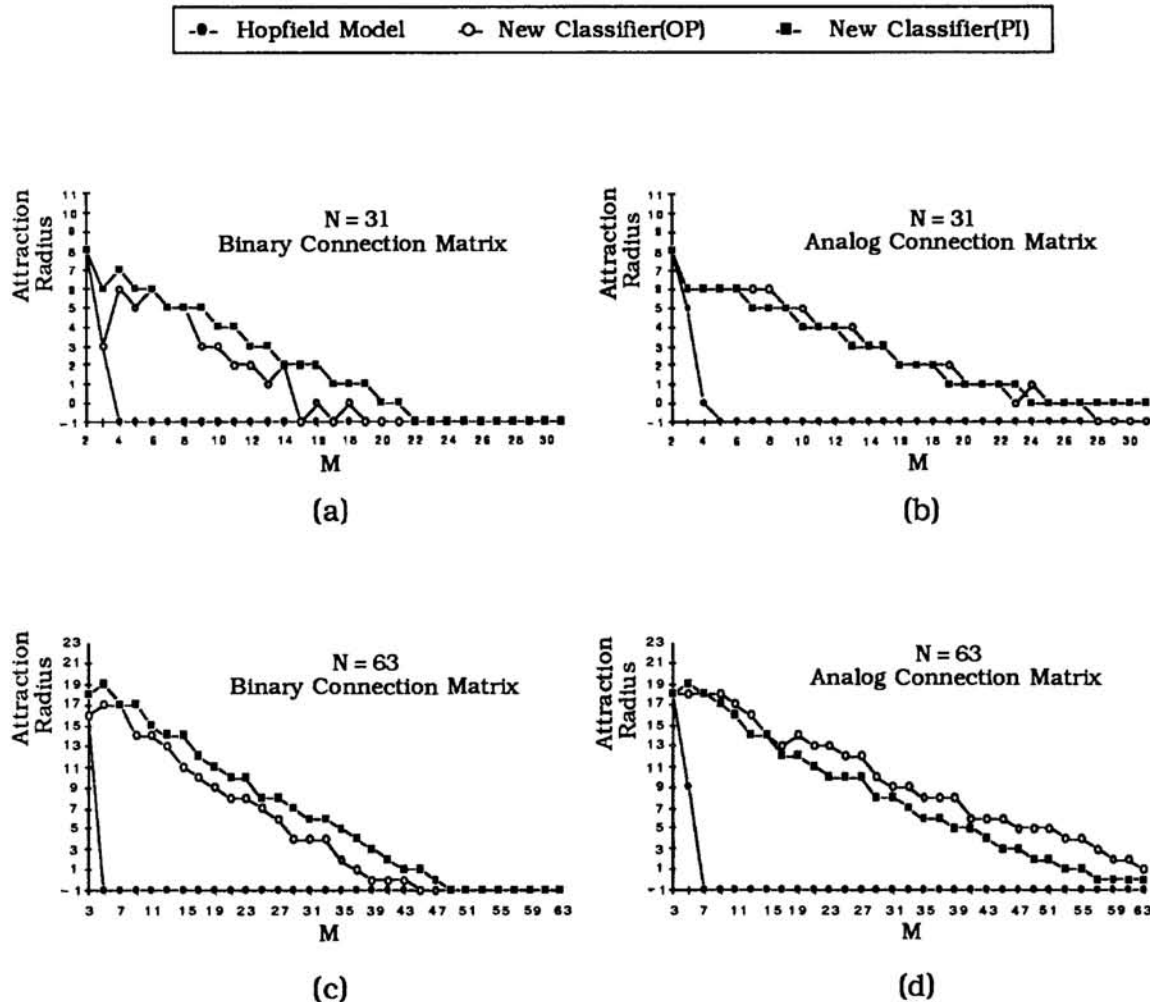 Hopfield Model New Classifier(OP) New Classifier(PI)
Attraction Radius
N = 31
Binary Connection Matrix
11
10
9
8
7
6
5
4
3
2
1
0
-1
2 4 6 8 10 12 14 16 18 20 22 24 26 28 30
M
(a)
Attraction Radius
N = 31
Analog Connection Matrix
11
10
9
8
7
6
5
4
3
2
1
0
-1
2 4 6 8 10 12 14 16 18 20 22 24 26 28 30
M
(b)
Attraction Radius
N = 63
Binary Connection Matrix
23
21
19
17
15
13
11
9
7
5
3
1
-1
3 7 11 15 19 23 27 31 35 39 43 47 51 55 59 63
M
(c)
Attraction Radius
N = 63
Analog Connection Matrix
23
21
19
17
15
13
11
9
7
5
3
1
-1
3 7 11 15 19 23 27 31 35 39 43 47 51 55 59 63
M
(d)